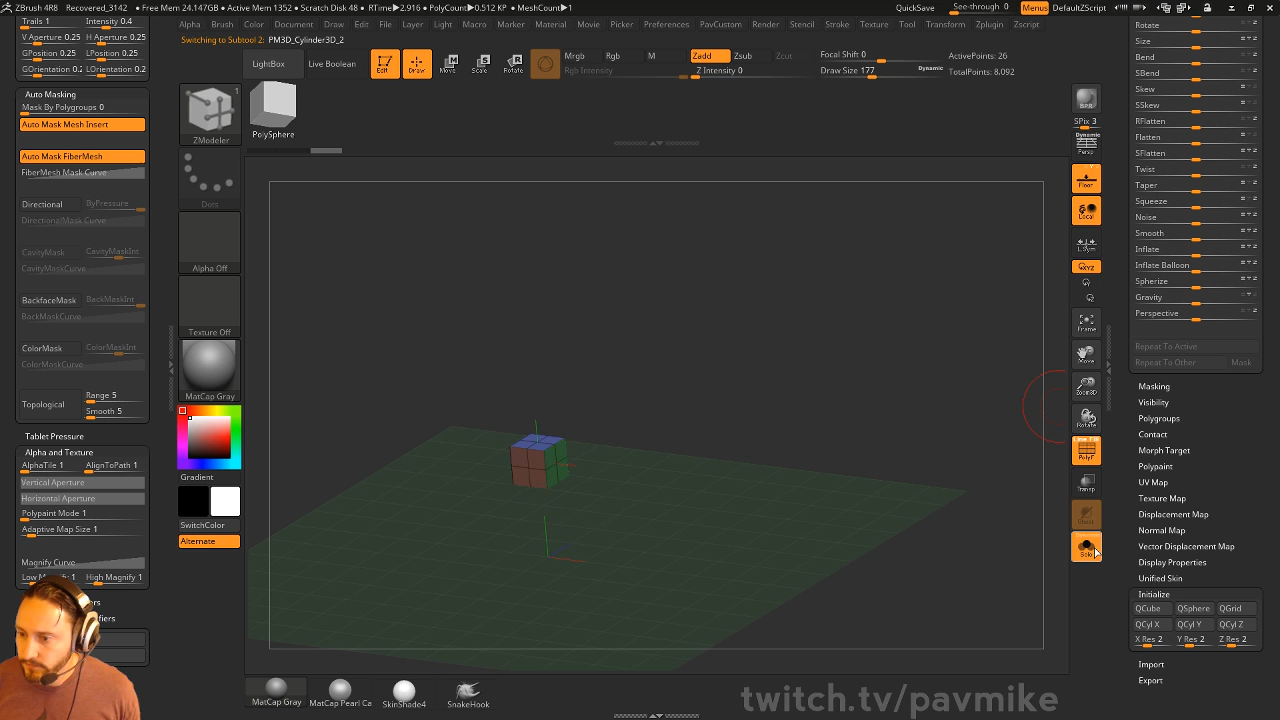 ZBrush 4R8 Recovered_3142 • Free Mem 24.147GB • Active Mem 1352 • Scratch Disk 48 • RTime▶2.916 • PolyCount▶0.512 KP • MeshCount▶1
QuickSave
See-through 0
Menus
DefaultZScript
Alpha Brush Color Document Draw Edit File Layer Light Macro Marker Material Movie Picker Preferences PavCustom Render Stencil Stroke Texture Tool Transform Zplugin Zscript
Switching to Subtool 2: PM3D_Cylinder3D_2
LightBox
Live Boolean
Edit
Draw
Move
Scale
Rotate
Mrgb
Rgb
M
Rgb Intensity
Zadd
Zsub
Zcut
Z Intensity 0
Focal Shift 0
Draw Size 177
Dynamic
ActivePoints: 26
TotalPoints: 8,092
Trails 1
Intensity 0.4
V Aperture 0.25
H Aperture 0.25
GPosition 0.25
LPosition 0.25
GOrientation 0.2
LOrientation 0.2
Auto Masking
Mask By Polygroups 0
Auto Mask Mesh Insert
Auto Mask FiberMesh
FiberMesh Mask Curve
Directional
ByPressure
DirectionalMask Curve
CavityMask
CavityMaskInt
CavityMaskCurve
BackfaceMask
BackMaskInt
BackMaskCurve
ColorMask
ColorMaskInt
ColorMaskCurve
Topological
Range 5
Smooth 5
Tablet Pressure
Alpha and Texture
AlphaTile 1
AlignToPath 1
Vertical Aperture
Horizontal Aperture
Polypaint Mode 1
Adaptive Map Size 1
Magnify Curve
High Magnify 1
1
ZModeler
PolySphere
Dots
Alpha Off
Texture Off
MatCap Gray
Gradient
SwitchColor
Alternate
MatCap Gray
MatCap Pearl Ca
SkinShade4
SnakeHook
twitch.tv/pavmike
BPR
SPix 3
Dynamic
Persp
Floor
Local
L.Sym
XYZ
Frame
Move
Zoom3D
Rotate
Line Fill
PolyF
Transp
Ghost
Solo
Rotate
Size
Bend
SBend
Skew
SSkew
RFlatten
Flatten
SFlatten
Twist
Taper
Squeeze
Noise
Smooth
Inflate
Inflate Balloon
Spherize
Gravity
Perspective
Repeat To Active
Repeat To Other
Mask
Masking
Visibility
Polygroups
Contact
Morph Target
Polypaint
UV Map
Texture Map
Displacement Map
Normal Map
Vector Displacement Map
Display Properties
Unified Skin
Initialize
QCube QSphere QGrid
QCyl X QCyl Y QCyl Z
X Res 2 Y Res 2 Z Res 2
Import
Export